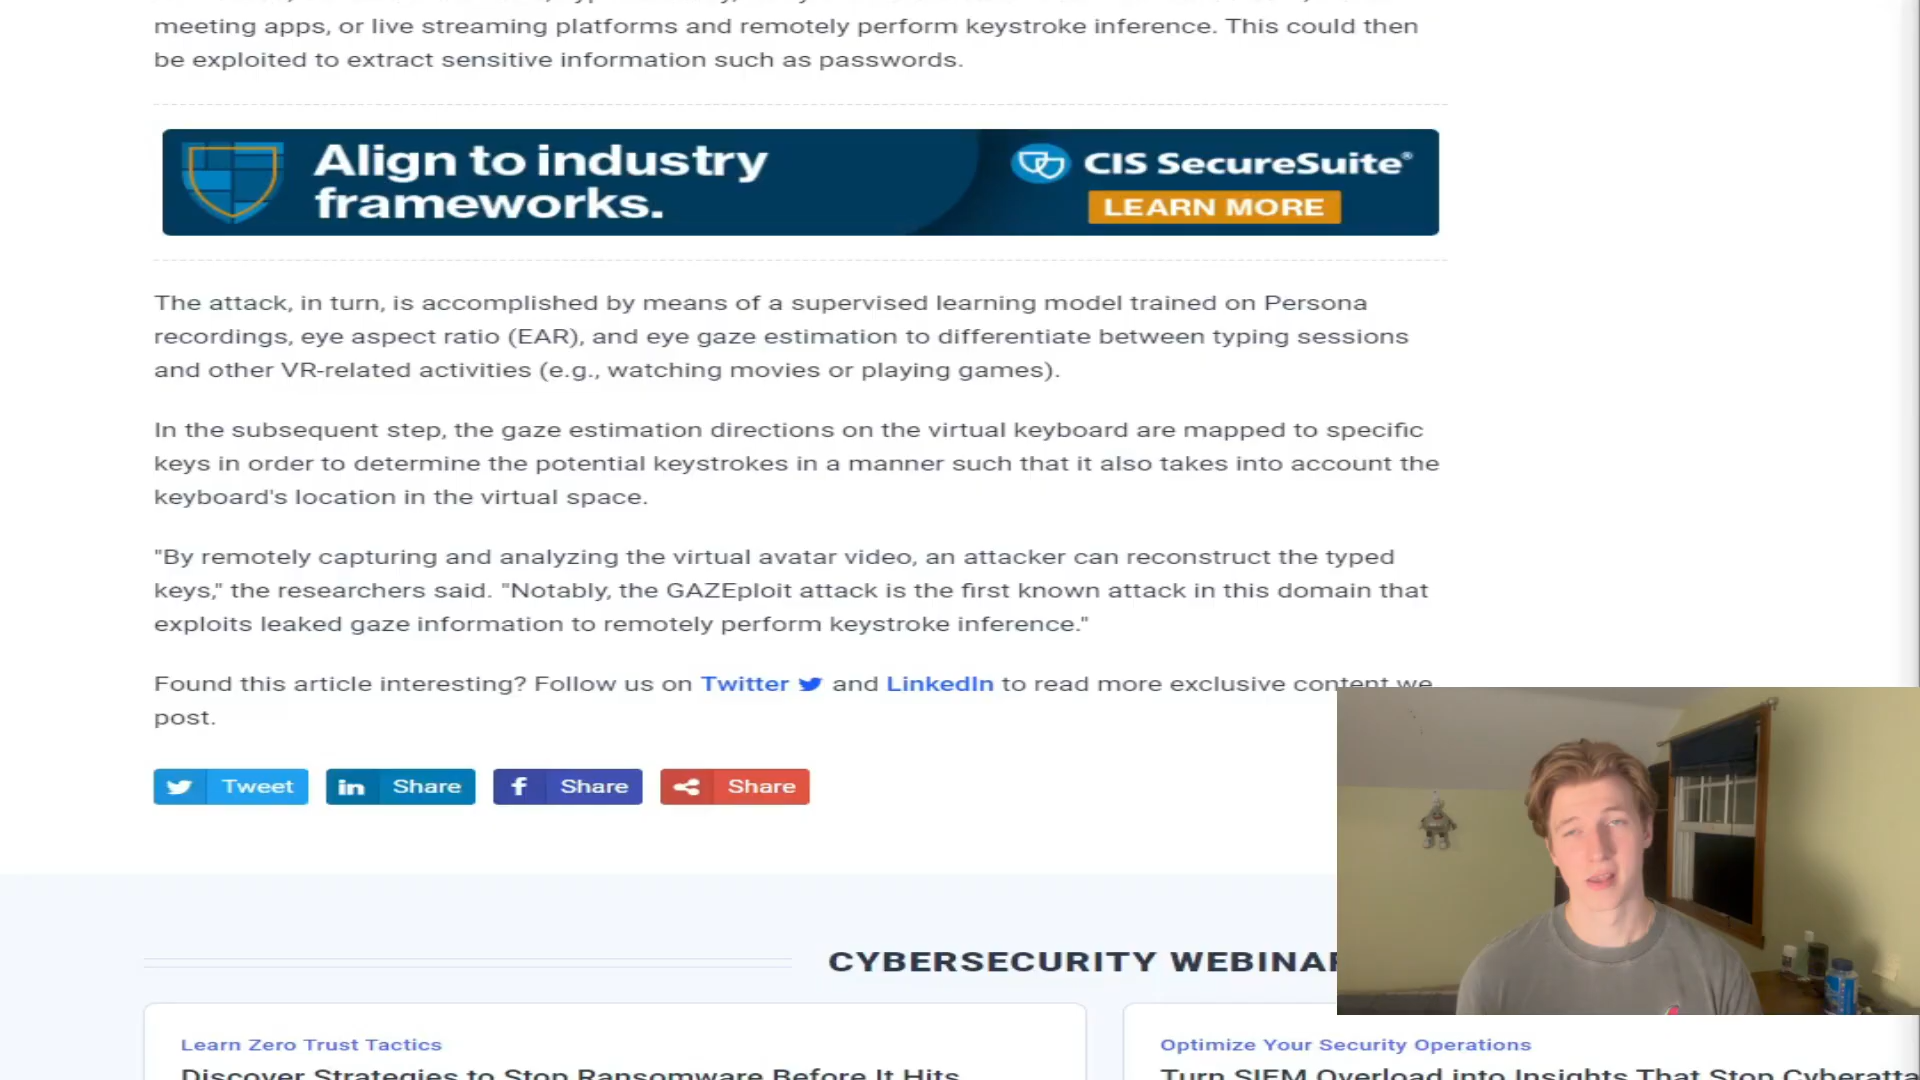 meeting apps, or live streaming platforms and remotely perform keystroke inference. This could then
be exploited to extract sensitive information such as passwords.
Align to industry
frameworks.
CIS SecureSuite®
LEARN MORE
The attack, in turn, is accomplished by means of a supervised learning model trained on Persona
recordings, eye aspect ratio (EAR), and eye gaze estimation to differentiate between typing sessions
and other VR-related activities (e.g., watching movies or playing games).
In the subsequent step, the gaze estimation directions on the virtual keyboard are mapped to specific
keys in order to determine the potential keystrokes in a manner such that it also takes into account the
keyboard's location in the virtual space.
"By remotely capturing and analyzing the virtual avatar video, an attacker can reconstruct the typed
keys," the researchers said. "Notably, the GAZEploit attack is the first known attack in this domain that
exploits leaked gaze information to remotely perform keystroke inference."
Found this article interesting? Follow us on Twitter and LinkedIn to read more exclusive content we
post.
Tweet
in Share
f Share
Share
CYBERSECURITY WEBINAR
Learn Zero Trust Tactics
Discover Strategies to Stop Ransomware Before It Hits
Optimize Your Security Operations
Turn SIEM Overload into Insights That Stop Cyberatta